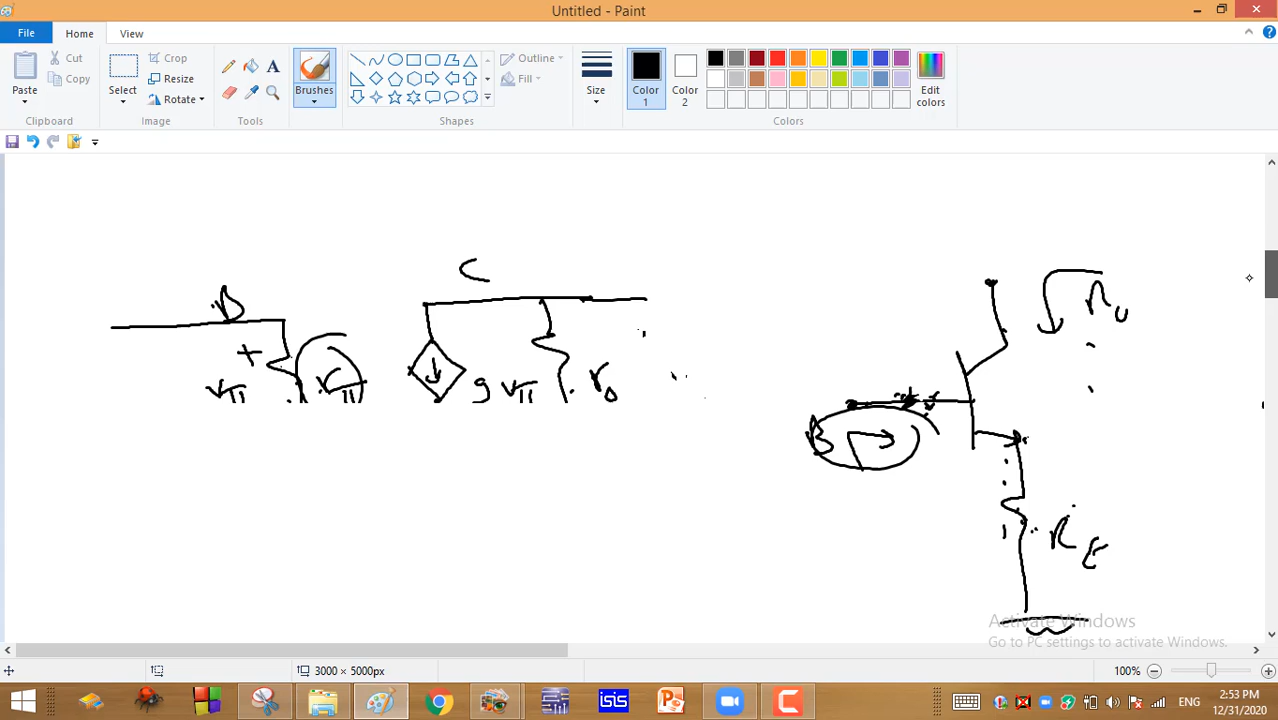 Untitled - Paint
File
Home
View
Paste
Cut
Copy
Clipboard
Select
Crop
Resize
Rotate
Image
A
Tools
Brushes
Outline
Fill
Shapes
Size
Color 1
Color 2
Edit colors
Colors
C
B
+
Vπ
rπ
g Vπ
ro
B
RE
Activate Windows
Go to PC settings to activate Windows.
3000 × 5000px
100%
isis
ENG
2:53 PM
12/31/2020